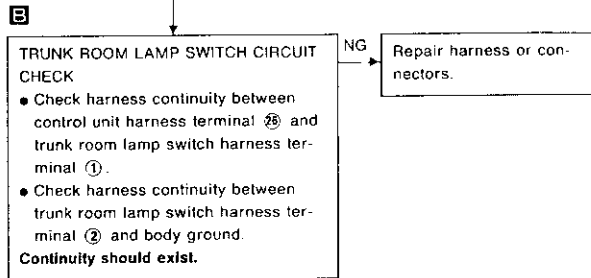 B
TRUNK ROOM LAMP SWITCH CIRCUIT
CHECK
● Check harness continuity between
control unit harness terminal ㉖ and
trunk room lamp switch harness ter-
minal ①.
● Check harness continuity between
trunk room lamp switch harness ter-
minal ② and body ground.
Continuity should exist.
NG
Repair harness or con-
nectors.